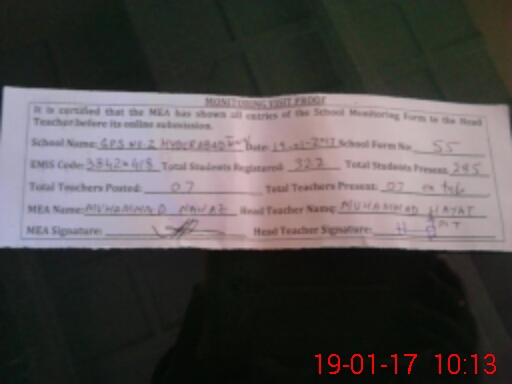 MONITORING VISIT PROOF
It is certified that the MEA has shown all entries of the School Monitoring Form to the Head
Teacher before its online submission.
School Name: GPS NO.2 HYDERABAD Date: 19-01-2017 School Form No. 55
EMIS Code: Total Students Registered: 322 Total Students Present: 285
Total Teachers Posted: 07 Total Teachers Present: 07
MEA Name: MUHAMMAD NAWAZ Head Teacher Name: MUHAMMAD HAYAT
MEA Signature: Head Teacher Signature:
19-01-17 10:13